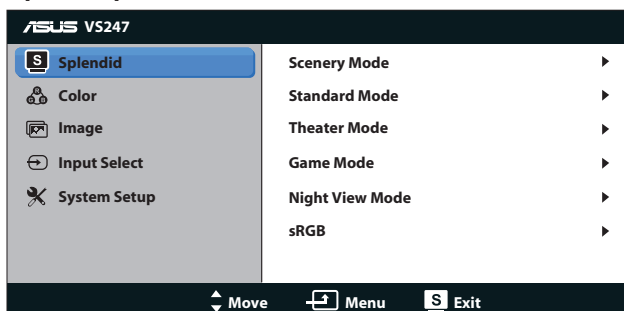 ASUS VS247
S Splendid
Color
Image
Input Select
System Setup
Scenery Mode
Standard Mode
Theater Mode
Game Mode
Night View Mode
sRGB
Move Menu S Exit